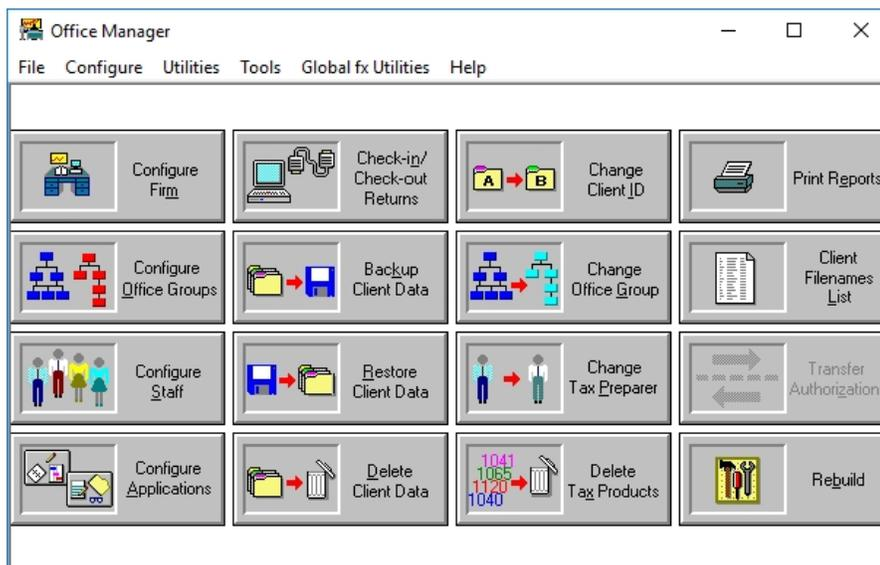 Office Manager
File Configure Utilities Tools Global fx Utilities Help
Configure
Firm
Check-in/
Check-out
Returns
A
B
Change
Client ID
Print Reports
Configure
Office Groups
Backup
Client Data
Change
Office Group
Client
Filenames
List
Configure
Staff
Restore
Client Data
Change
Tax Preparer
Transfer
Authorization
Configure
Applications
Delete
Client Data
1041
1065
1120
1040
Delete
Tax Products
Rebuild